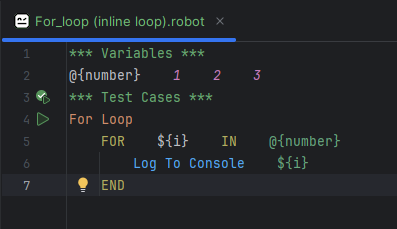 For_loop (inline loop).robot ×
1 *** Variables ***
2 @{number}    1    2    3
3 *** Test Cases ***
4 For Loop
5     FOR    ${i}    IN    @{number}
6         Log To Console    ${i}
7     END